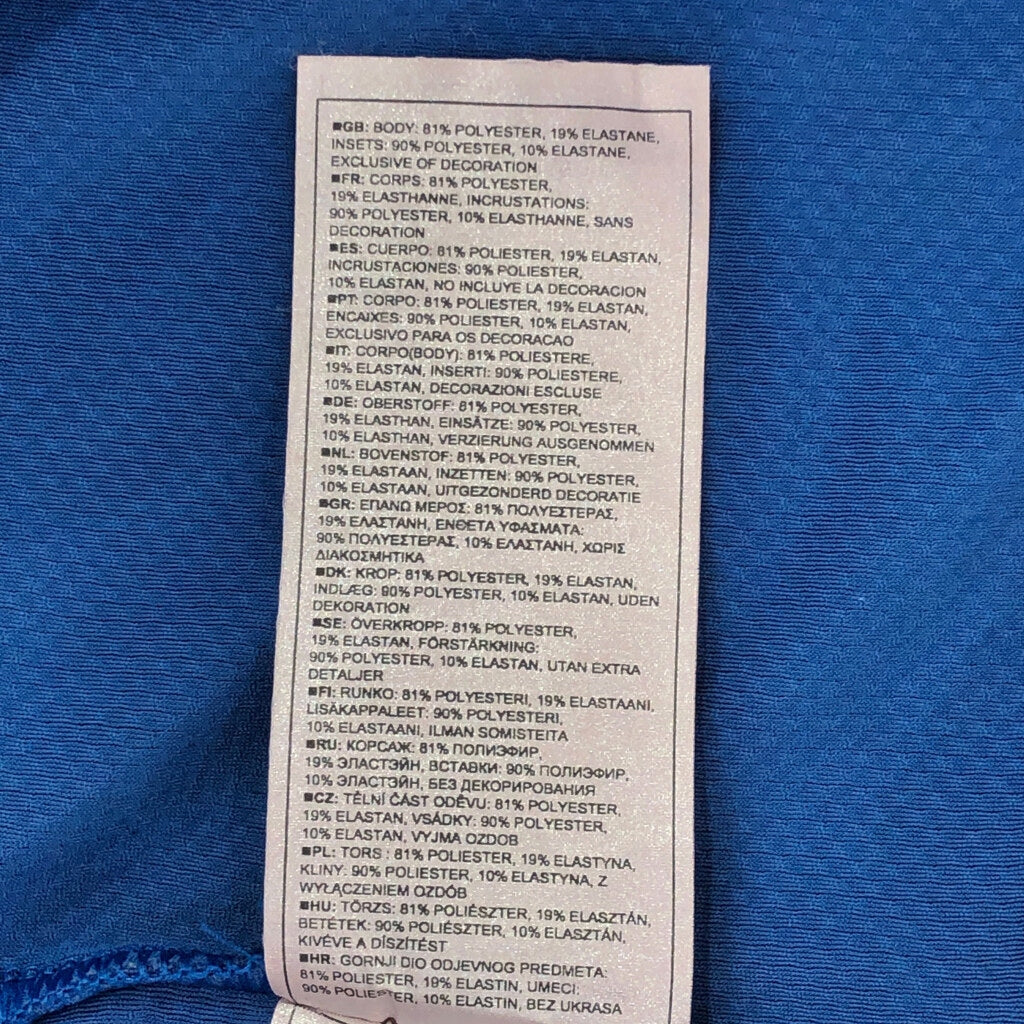 ■GB: BODY: 81% POLYESTER, 19% ELASTANE,
INSETS: 90% POLYESTER, 10% ELASTANE,
EXCLUSIVE OF DECORATION
■FR: CORPS: 81% POLYESTER,
19% ELASTHANNE, INCRUSTATIONS:
90% POLYESTER, 10% ELASTHANNE, SANS
DECORATION
■ES: CUERPO: 81% POLIESTER, 19% ELASTAN,
INCRUSTACIONES: 90% POLIESTER,
10% ELASTAN, NO INCLUYE LA DECORACION
■PT: CORPO: 81% POLIESTER, 19% ELASTAN,
ENCAIXES: 90% POLIESTER, 10% ELASTAN,
EXCLUSIVO PARA OS DECORACAO
■IT: CORPO(BODY): 81% POLIESTERE,
19% ELASTAN, INSERTI: 90% POLIESTERE,
10% ELASTAN, DECORAZIONI ESCLUSE
■DE: OBERSTOFF: 81% POLYESTER,
19% ELASTHAN, EINSÄTZE: 90% POLYESTER,
10% ELASTHAN, VERZIERUNG AUSGENOMMEN
■NL: BOVENSTOF: 81% POLYESTER,
19% ELASTAAN, INZETTEN: 90% POLYESTER,
10% ELASTAAN, UITGEZONDERD DECORATIE
■GR: ΕΠΑΝΩ ΜΕΡΟΣ: 81% ΠΟΛΥΕΣΤΕΡΑΣ,
19% ΕΛΑΣΤΑΝΗ, ΕΝΘΕΤΑ ΥΦΑΣΜΑΤΑ:
90% ΠΟΛΥΕΣΤΕΡΑΣ, 10% ΕΛΑΣΤΑΝΗ, ΧΩΡΙΣ
ΔΙΑΚΟΣΜΗΤΙΚΑ
■DK: KROP: 81% POLYESTER, 19% ELASTAN,
INDLÆG: 90% POLYESTER, 10% ELASTAN, UDEN
DEKORATION
■SE: ÖVERKROPP: 81% POLYESTER,
19% ELASTAN, FÖRSTÄRKNING:
90% POLYESTER, 10% ELASTAN, UTAN EXTRA
DETALJER
■FI: RUNKO: 81% POLYESTERI, 19% ELASTAANI,
LISÄKAPPALEET: 90% POLYESTERI,
10% ELASTAANI, ILMAN SOMISTEITA
■RU: КОРСАЖ: 81% ПОЛИЭФИР,
19% ЭЛАСТЭЙН, ВСТАВКИ: 90% ПОЛИЭФИР,
10% ЭЛАСТЭЙН, БЕЗ ДЕКОРИРОВАНИЯ
■CZ: TĚLNÍ ČÁST ODĚVU: 81% POLYESTER,
19% ELASTAN, VSÁDKY: 90% POLYESTER,
10% ELASTAN, VYJMA OZDOB
■PL: TORS : 81% POLIESTER, 19% ELASTYNA,
KLINY: 90% POLIESTER, 10% ELASTYNA, Z
WYŁĄCZENIEM OZDÓB
■HU: TÖRZS: 81% POLIÉSZTER, 19% ELASZTÁN,
BETÉTEK: 90% POLIÉSZTER, 10% ELASZTÁN,
KIVÉVE A DÍSZÍTÉST
■HR: GORNJI DIO ODJEVNOG PREDMETA:
81% POLIESTER, 19% ELASTIN, UMECI:
90% POLIESTER, 10% ELASTIN, BEZ UKRASA